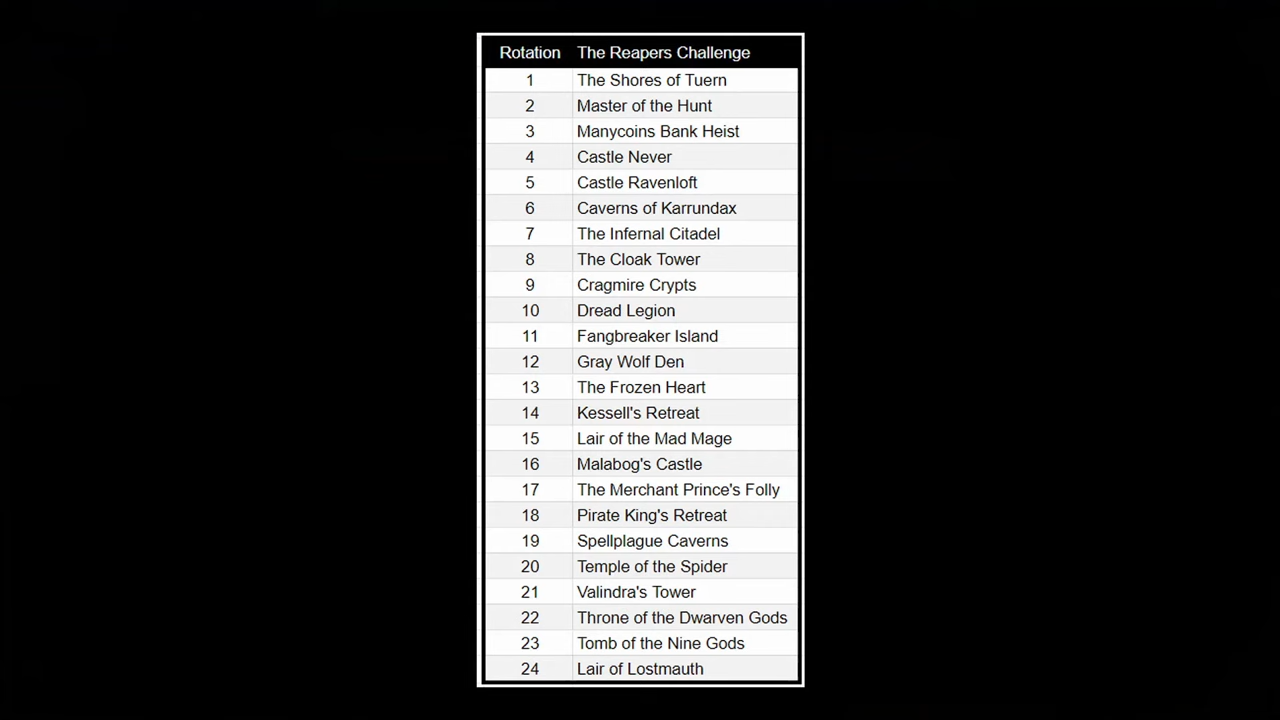 Rotation The Reapers Challenge
1 The Shores of Tuern
2 Master of the Hunt
3 Manycoins Bank Heist
4 Castle Never
5 Castle Ravenloft
6 Caverns of Karrundax
7 The Infernal Citadel
8 The Cloak Tower
9 Cragmire Crypts
10 Dread Legion
11 Fangbreaker Island
12 Gray Wolf Den
13 The Frozen Heart
14 Kessell's Retreat
15 Lair of the Mad Mage
16 Malabog's Castle
17 The Merchant Prince's Folly
18 Pirate King's Retreat
19 Spellplague Caverns
20 Temple of the Spider
21 Valindra's Tower
22 Throne of the Dwarven Gods
23 Tomb of the Nine Gods
24 Lair of Lostmauth